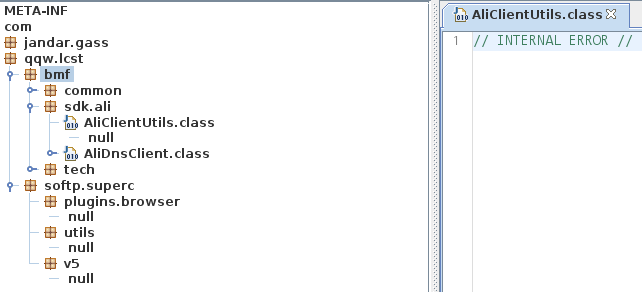 META-INF
com
jandar.gass
qqw.lcst
bmf
common
sdk.ali
AliClientUtils.class
null
AliDnsClient.class
tech
softp.superc
plugins.browser
null
utils
null
v5
null
AliClientUtils.class
1 // INTERNAL ERROR //